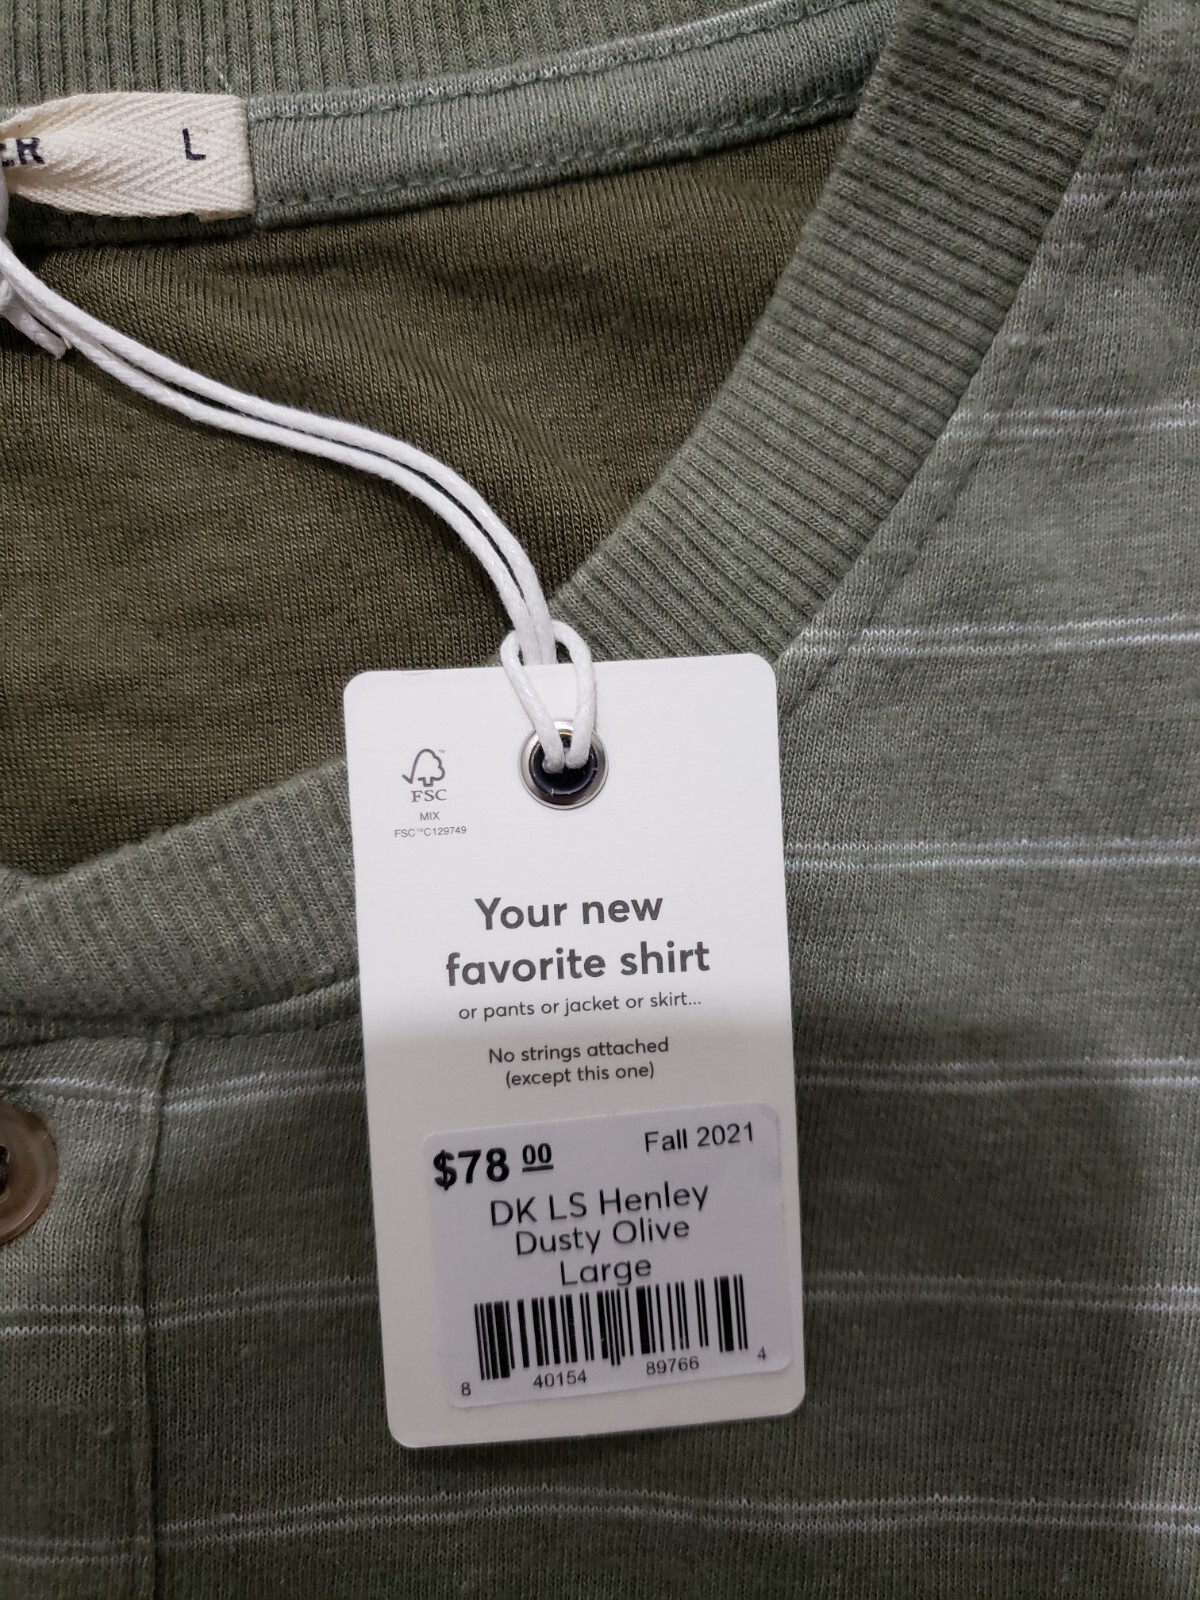 L
FSC
MIX
FSC™C129749
Your new
favorite shirt
or pants or jacket or skirt...
No strings attached
(except this one)
$78 00
Fall 2021
DK LS Henley
Dusty Olive
Large
8 40154 89766 4